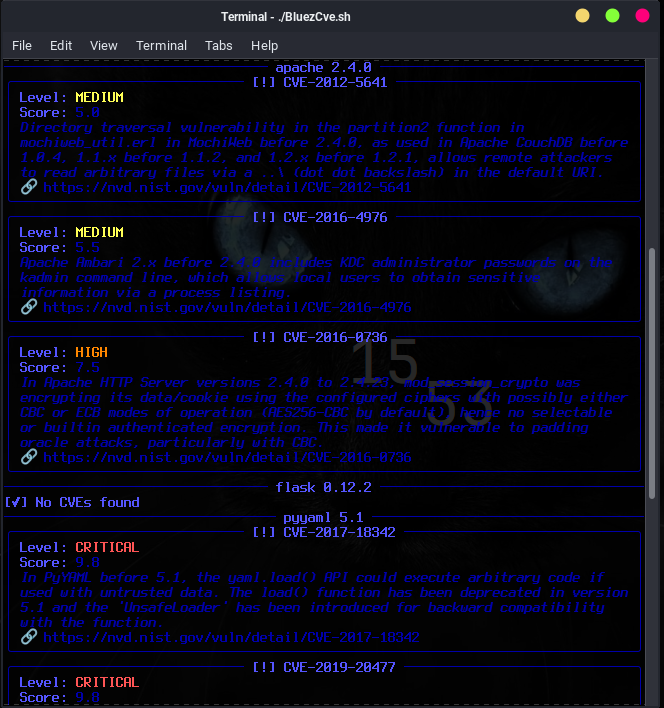 Terminal - ./BluezCve.sh
File Edit View Terminal Tabs Help
apache 2.4.0
[!] CVE-2012-5641
Level: MEDIUM
Score: 5.0
Directory traversal vulnerability in the partition2 function in
mochiweb_util.erl in MochiWeb before 2.4.0, as used in Apache CouchDB before
1.0.4, 1.1.x before 1.1.2, and 1.2.x before 1.2.1, allows remote attackers
to read arbitrary files via a ..\ (dot dot backslash) in the default URI.
🔗 https://nvd.nist.gov/vuln/detail/CVE-2012-5641
[!] CVE-2016-4976
Level: MEDIUM
Score: 5.5
Apache Ambari 2.x before 2.4.0 includes KDC administrator passwords on the
kadmin command line, which allows local users to obtain sensitive
information via a process listing.
🔗 https://nvd.nist.gov/vuln/detail/CVE-2016-4976
[!] CVE-2016-0736
Level: HIGH
Score: 7.5
In Apache HTTP Server versions 2.4.0 to 2.4.23, mod_session_crypto was
encrypting its data/cookie using the configured ciphers with possibly either
CBC or ECB modes of operation (AES256-CBC by default), hence no selectable
or builtin authenticated encryption. This made it vulnerable to padding
oracle attacks, particularly with CBC.
🔗 https://nvd.nist.gov/vuln/detail/CVE-2016-0736
15
53
flask 0.12.2
[✔] No CVEs found
pyyaml 5.1
[!] CVE-2017-18342
Level: CRITICAL
Score: 9.8
In PyYAML before 5.1, the yaml.load() API could execute arbitrary code if
used with untrusted data. The load() function has been deprecated in version
5.1 and the 'UnsafeLoader' has been introduced for backward compatibility
with the function.
🔗 https://nvd.nist.gov/vuln/detail/CVE-2017-18342
[!] CVE-2019-20477
Level: CRITICAL
Score: 9.8